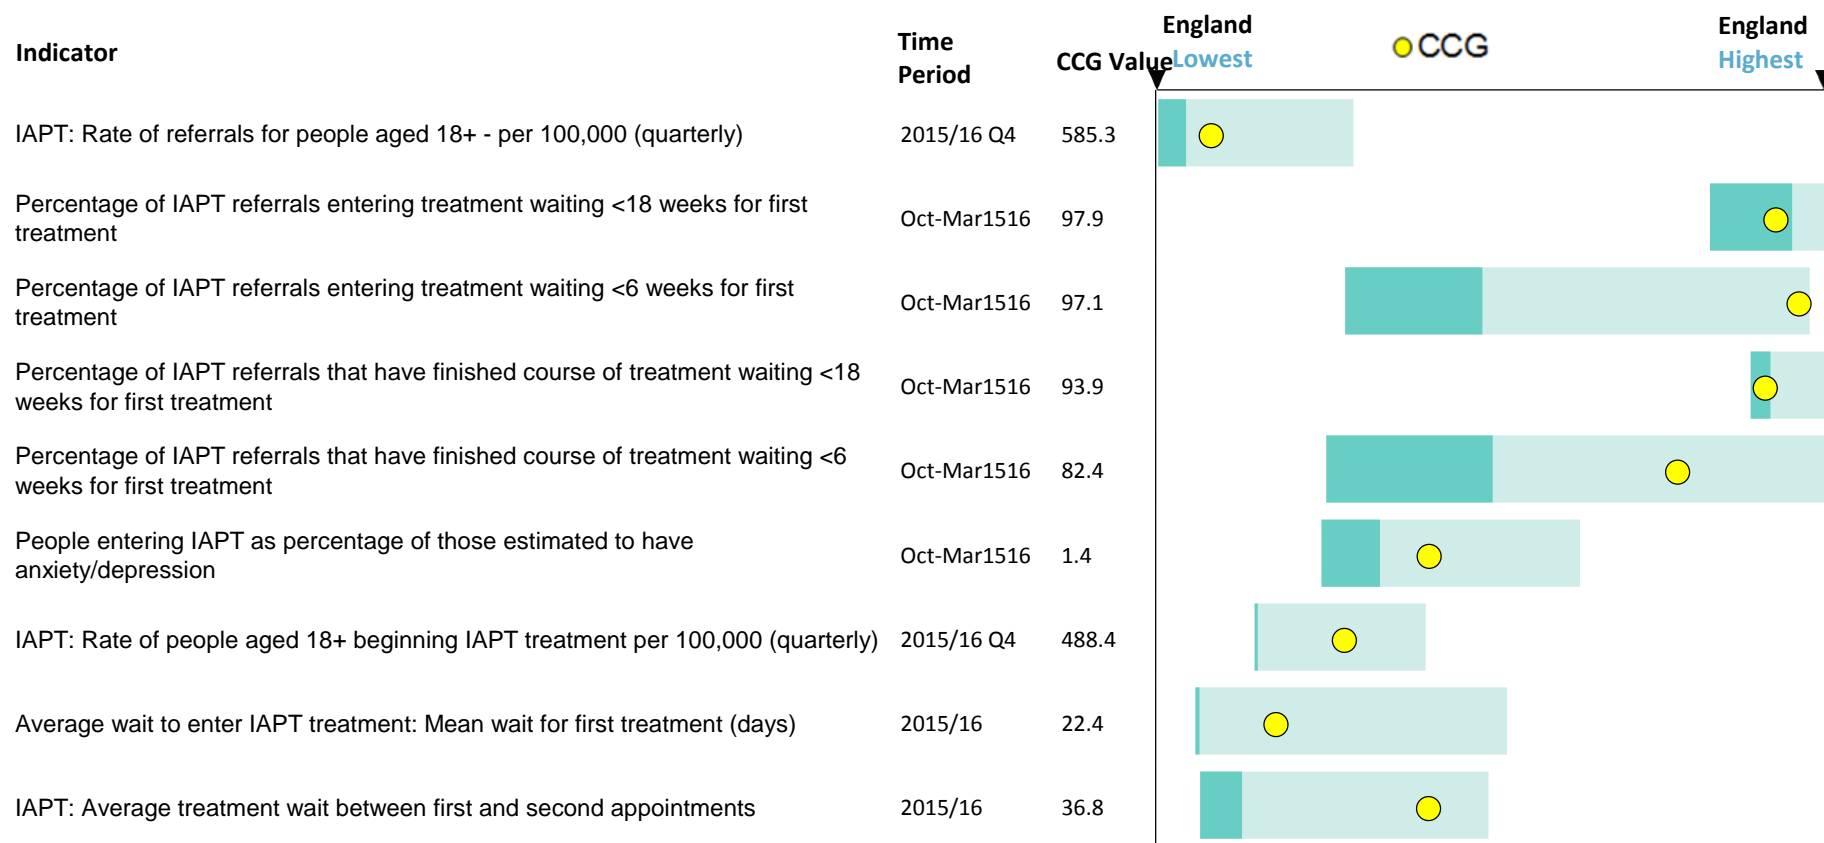 Indicator
Time
Period
CCG Value
England
Lowest
CCG
England
Highest
IAPT: Rate of referrals for people aged 18+ - per 100,000 (quarterly) 2015/16 Q4 585.3
Percentage of IAPT referrals entering treatment waiting <18 weeks for first
treatment
Oct-Mar1516 97.9
Percentage of IAPT referrals entering treatment waiting <6 weeks for first
treatment
Oct-Mar1516 97.1
Percentage of IAPT referrals that have finished course of treatment waiting <18
weeks for first treatment
Oct-Mar1516 93.9
Percentage of IAPT referrals that have finished course of treatment waiting <6
weeks for first treatment
Oct-Mar1516 82.4
People entering IAPT as percentage of those estimated to have
anxiety/depression
Oct-Mar1516 1.4
IAPT: Rate of people aged 18+ beginning IAPT treatment per 100,000 (quarterly) 2015/16 Q4 488.4
Average wait to enter IAPT treatment: Mean wait for first treatment (days) 2015/16 22.4
IAPT: Average treatment wait between first and second appointments 2015/16 36.8